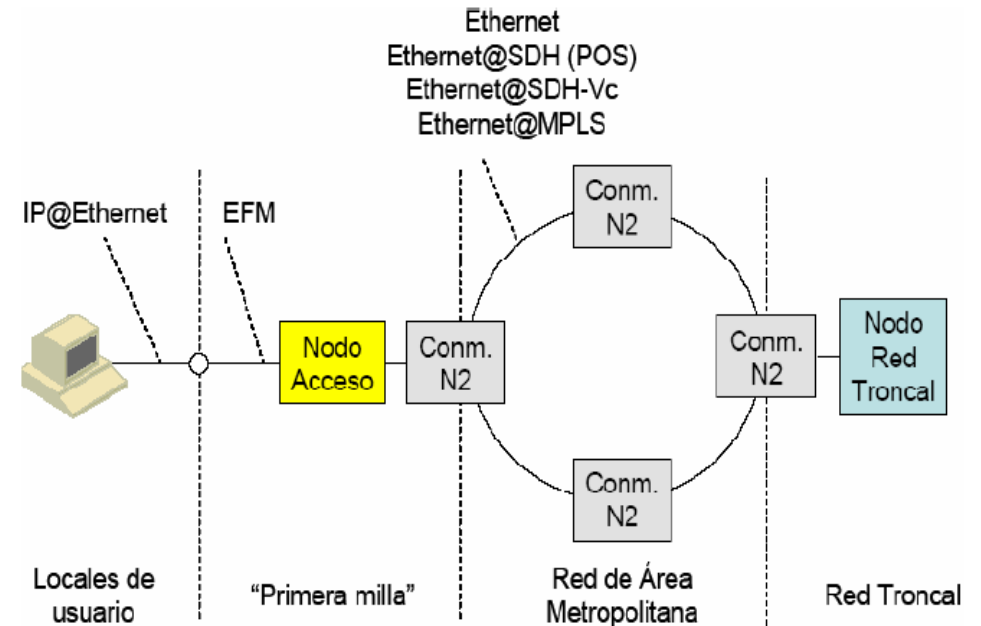 Ethernet
Ethernet@SDH (POS)
Ethernet@SDH-Vc
Ethernet@MPLS
IP@Ethernet
EFM
Conm.
N2
Nodo
Acceso
Conm.
N2
Conm.
N2
Nodo
Red
Troncal
Conm.
N2
Locales de
usuario
“Primera milla”
Red de Área
Metropolitana
Red Troncal